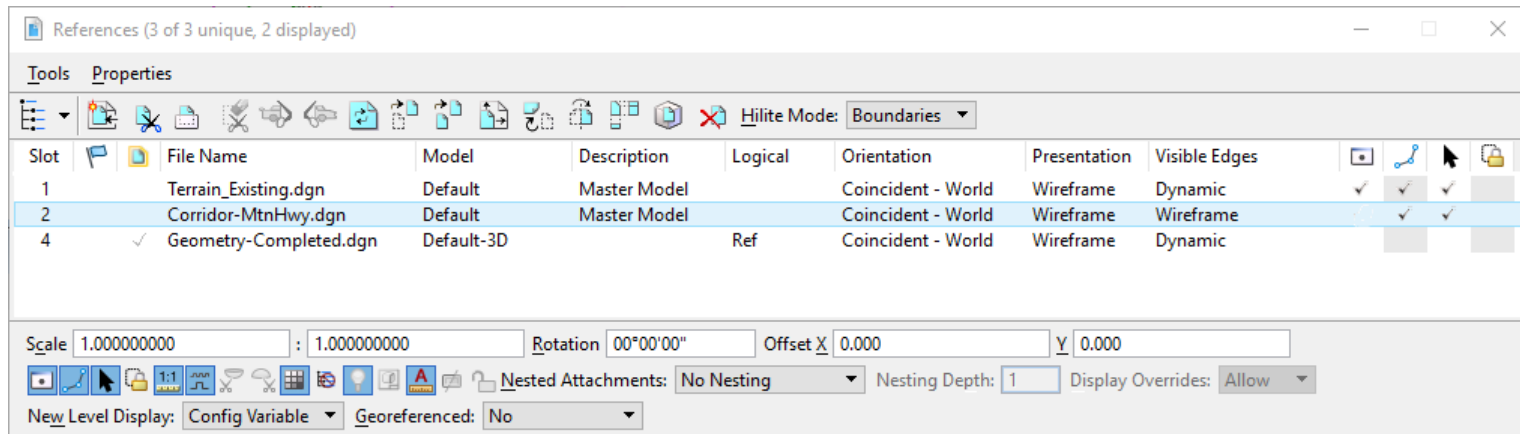 References (3 of 3 unique, 2 displayed)
Tools Properties
Hilite Mode: Boundaries
Slot File Name Model Description Logical Orientation Presentation Visible Edges
1 Terrain_Existing.dgn Default Master Model Coincident - World Wireframe Dynamic
2 Corridor-MtnHwy.dgn Default Master Model Coincident - World Wireframe Wireframe
4 Geometry-Completed.dgn Default-3D Ref Coincident - World Wireframe Dynamic
Scale 1.000000000 : 1.000000000 Rotation 00°00'00" Offset X 0.000 Y 0.000
1:1 A Nested Attachments: No Nesting Nesting Depth: 1 Display Overrides: Allow
New Level Display: Config Variable Georeferenced: No